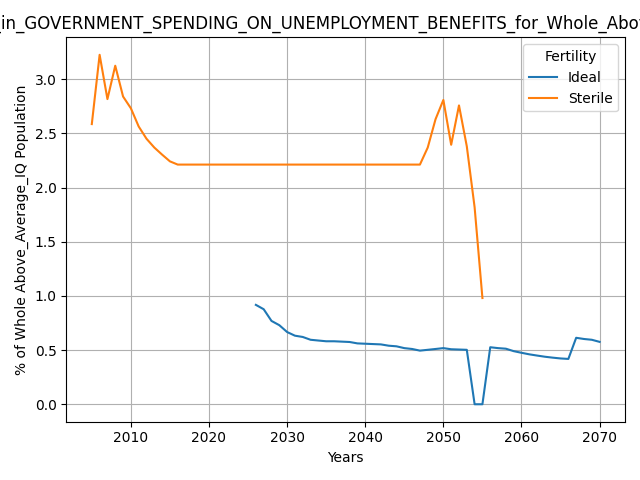 _in_GOVERNMENT_SPENDING_ON_UNEMPLOYMENT_BENEFITS_for_Whole_Abo
Fertility
Ideal
Sterile
% of Whole Above_Average_IQ Population
3.0
2.5
2.0
1.5
1.0
0.5
0.0
2010 2020 2030 2040 2050 2060 2070
Years